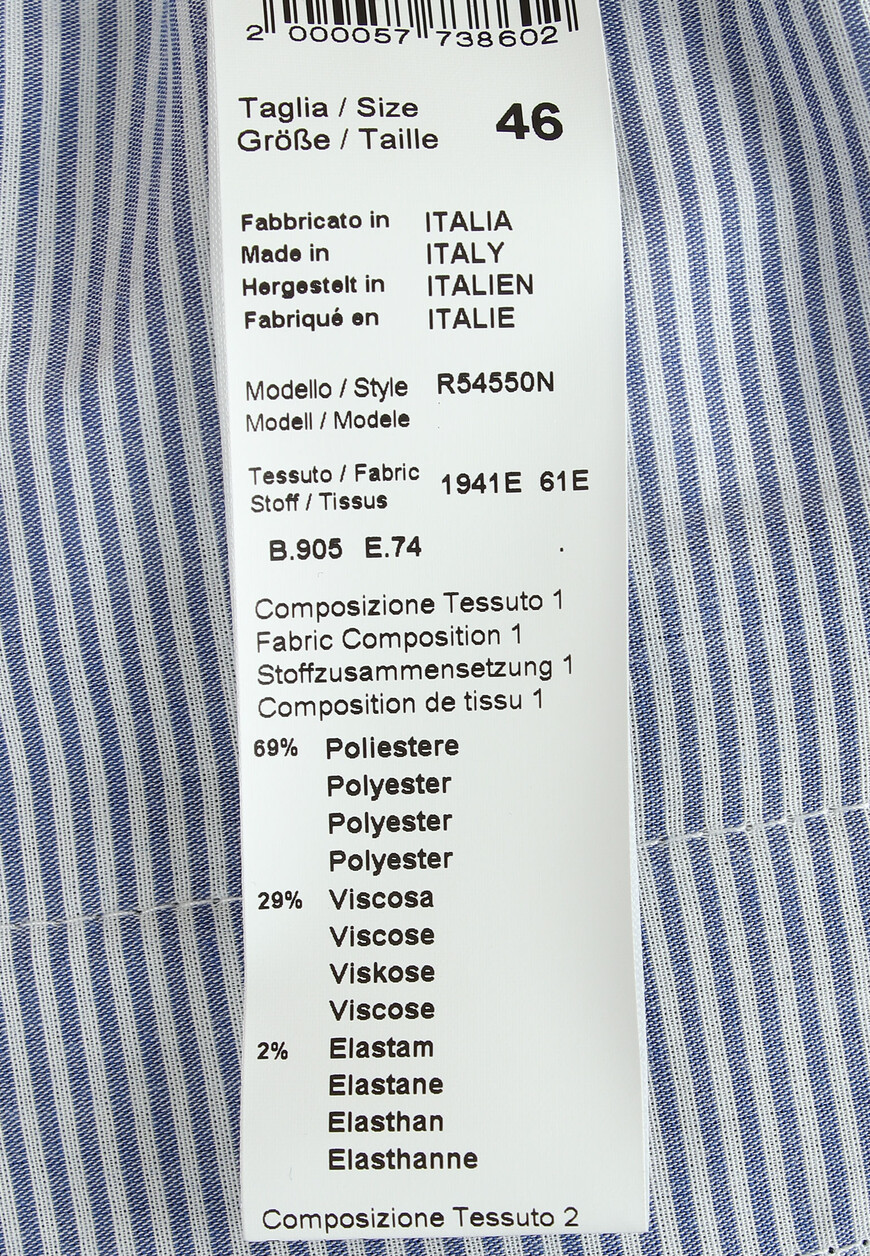 2 000057 738602
Taglia / Size
Größe / Taille
46
Fabbricato in ITALIA
Made in ITALY
Hergestelt in ITALIEN
Fabriqué en ITALIE
Modello / Style R54550N
Modell / Modele
Tessuto / Fabric
Stoff / Tissus
1941E 61E
B.905 E.74
Composizione Tessuto 1
Fabric Composition 1
Stoffzusammensetzung 1
Composition de tissu 1
69% Poliestere
Polyester
Polyester
Polyester
29% Viscosa
Viscose
Viskose
Viscose
2% Elastam
Elastane
Elasthan
Elasthanne
Composizione Tessuto 2